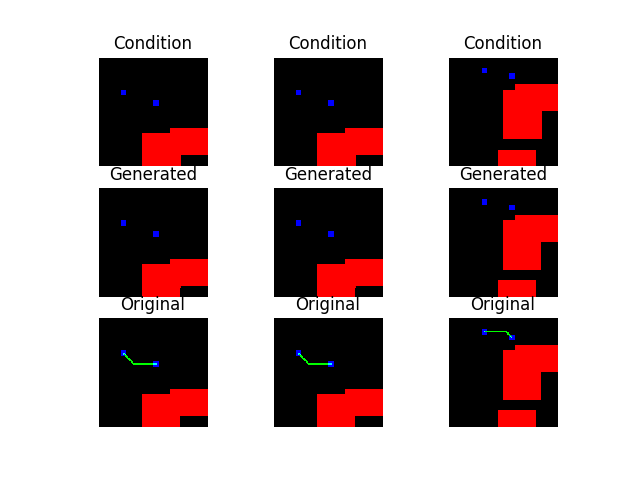 Condition Condition Condition
Generated Generated Generated
Original Original Original